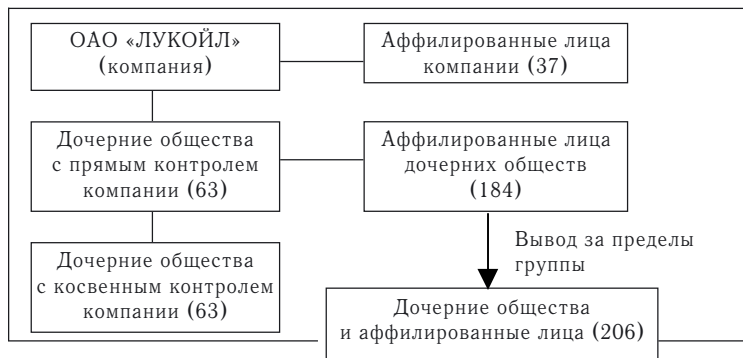 ОАО «ЛУКОЙЛ»
(компания)
Аффилированные лица
компании (37)
Дочерние общества
с прямым контролем
компании (63)
Аффилированные лица
дочерних обществ
(184)
Дочерние общества
с косвенным контролем
компании (63)
Вывод за пределы
группы
Дочерние общества
и аффилированные лица (206)